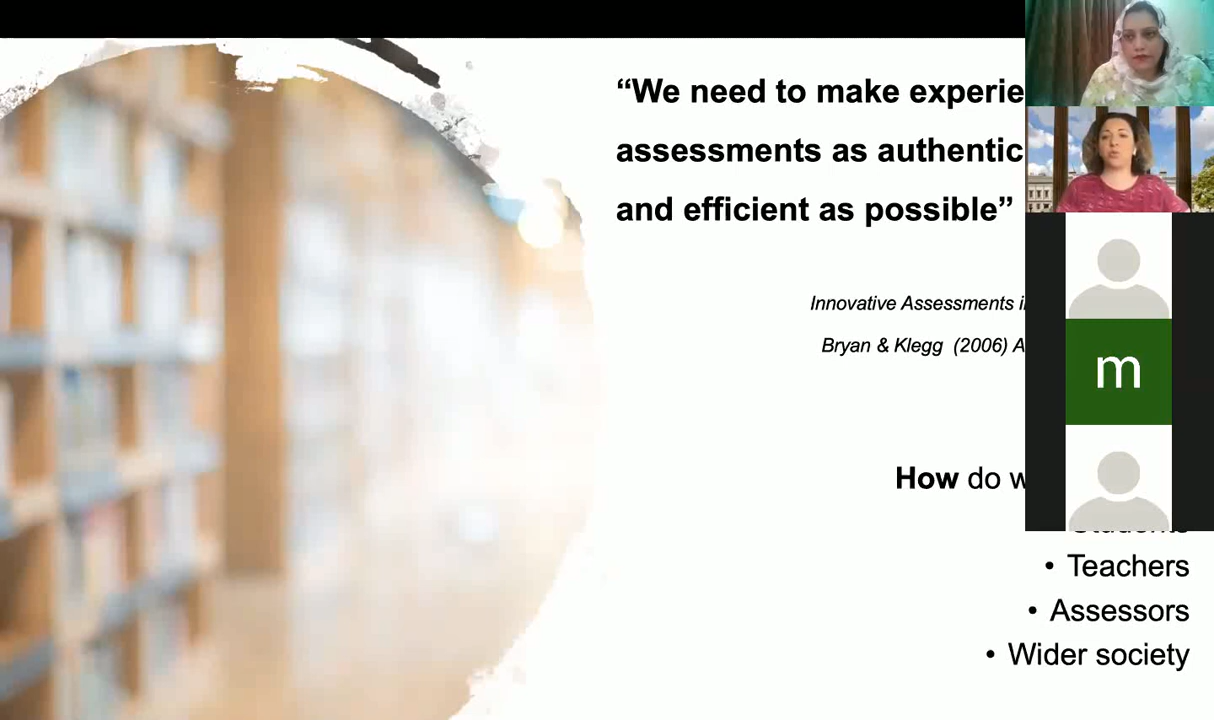 “We need to make
assessments as authentic
and efficient as possible”
Innovative Assessments
Bryan & Klegg (2006)
How do
m
Students
• Teachers
• Assessors
• Wider society